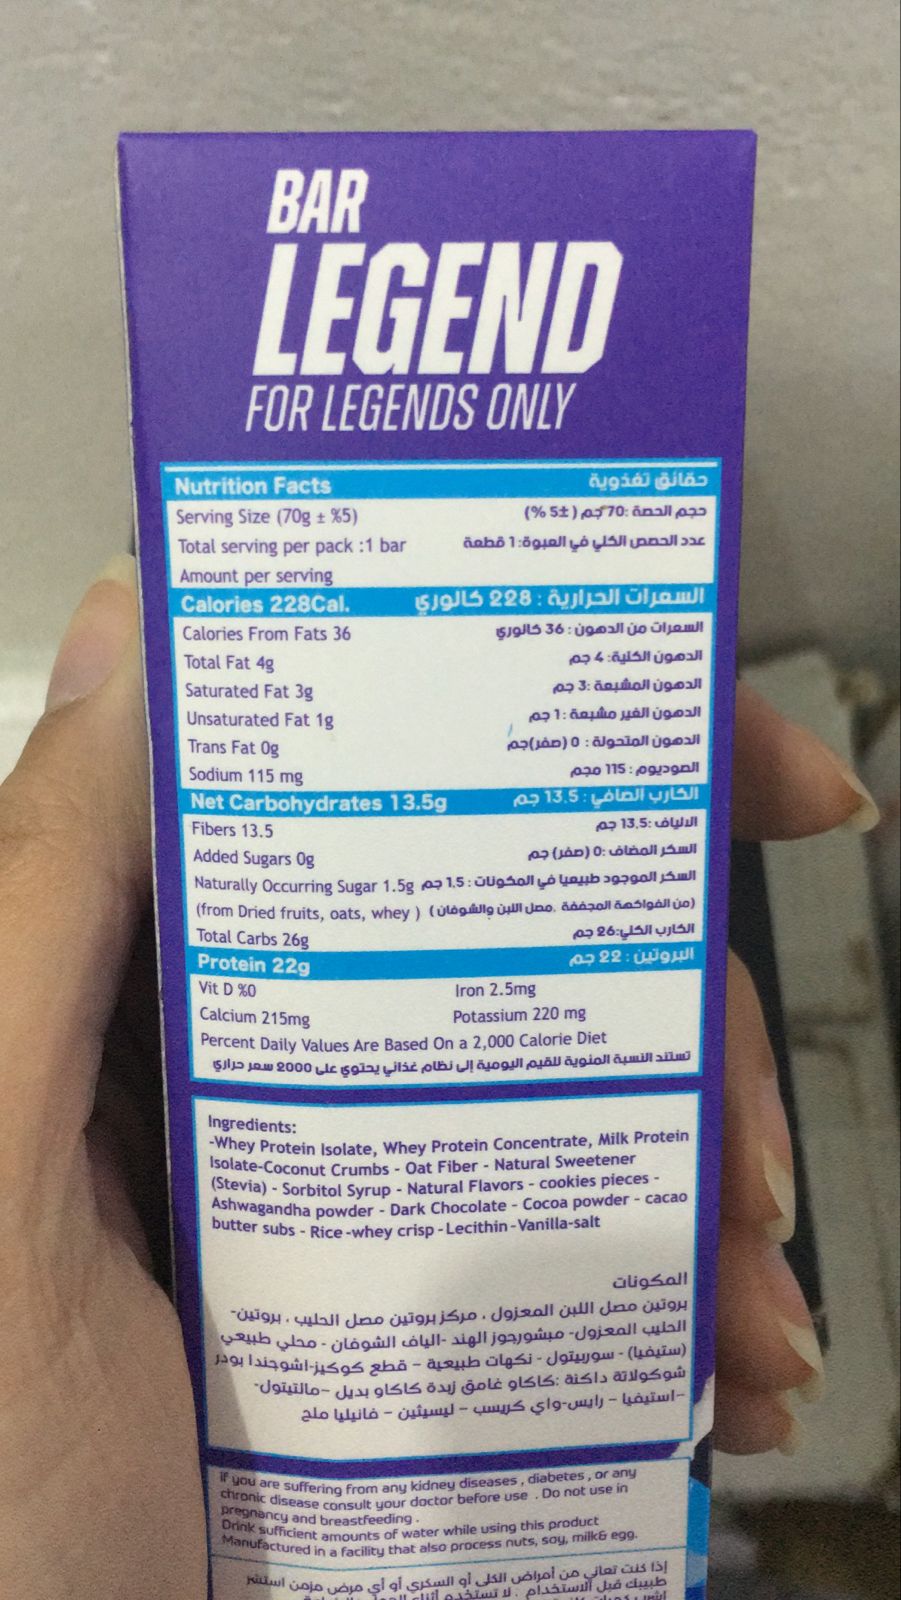 BAR
LEGEND
FOR LEGENDS ONLY
Nutrition Facts حقائق تغذوية
Serving Size (70g ± %5) حجم الحصة :70 جم (±5 %)
Total serving per pack :1 bar عدد الحصص الكلي في العبوة: 1 قطعة
Amount per serving
Calories 228Cal. السعرات الحرارية : 228 كالوري
Calories From Fats 36 السعرات من الدهون : 36 كالوري
Total Fat 4g الدهون الكلية: 4 جم
Saturated Fat 3g الدهون المشبعة :3 جم
Unsaturated Fat 1g الدهون الغير مشبعة : 1 جم
Trans Fat 0g الدهون المتحولة : 0 (صفر)جم
Sodium 115 mg الصوديوم : 115 مجم
Net Carbohydrates 13.5g الكارب الصافي : 13.5 جم
Fibers 13.5 الالياف :13,5 جم
Added Sugars 0g السكر المضاف :0 (صفر) جم
Naturally Occurring Sugar 1.5g السكر الموجود طبيعيا في المكونات : 1,5 جم
(from Dried fruits, oats, whey ) (من الفواكهة المجففة ,مصل اللبن والشوفان )
Total Carbs 26g الكارب الكلي:26 جم
Protein 22g البروتين : 22 جم
Vit D %0 Iron 2.5mg
Calcium 215mg Potassium 220 mg
Percent Daily Values Are Based On a 2,000 Calorie Diet
تستند النسبة المئوية للقيم اليومية إلى نظام غذائي يحتوي على 2000 سعر حراري
Ingredients:
-Whey Protein Isolate, Whey Protein Concentrate, Milk Protein
Isolate-Coconut Crumbs - Oat Fiber - Natural Sweetener
(Stevia) - Sorbitol Syrup - Natural Flavors - cookies pieces -
Ashwagandha powder - Dark Chocolate - Cocoa powder - cacao
butter subs - Rice -whey crisp - Lecithin - Vanilla-salt
المكونات
بروتين مصل اللبن المعزول ، مركز بروتين مصل الحليب ، بروتين-
الحليب المعزول- مبشورجوز الهند -الياف الشوفان - محلي طبيعي
(ستيفيا) - سوربيتول - نكهات طبيعية – قطع كوكيز-اشوجندا بودر
شوكولاتة داكنة :كاكاو غامق زبدة كاكاو بديل –مالتيتول-
-استيفيا – رايس-واي كريسب – ليسيثين – فانيليا ملح
if you are suffering from any kidney diseases , diabetes , or any
chronic disease consult your doctor before use . Do not use in
pregnancy and breastfeeding .
Drink sufficient amounts of water while using this product
Manufactured in a facility that also process nuts, soy, milk& egg.
إذا كنت تعاني من أمراض الكلى أو السكري أو أي مرض مزمن استشر
طبيبك قبل الاستخدام . لا تستخدم أثناء